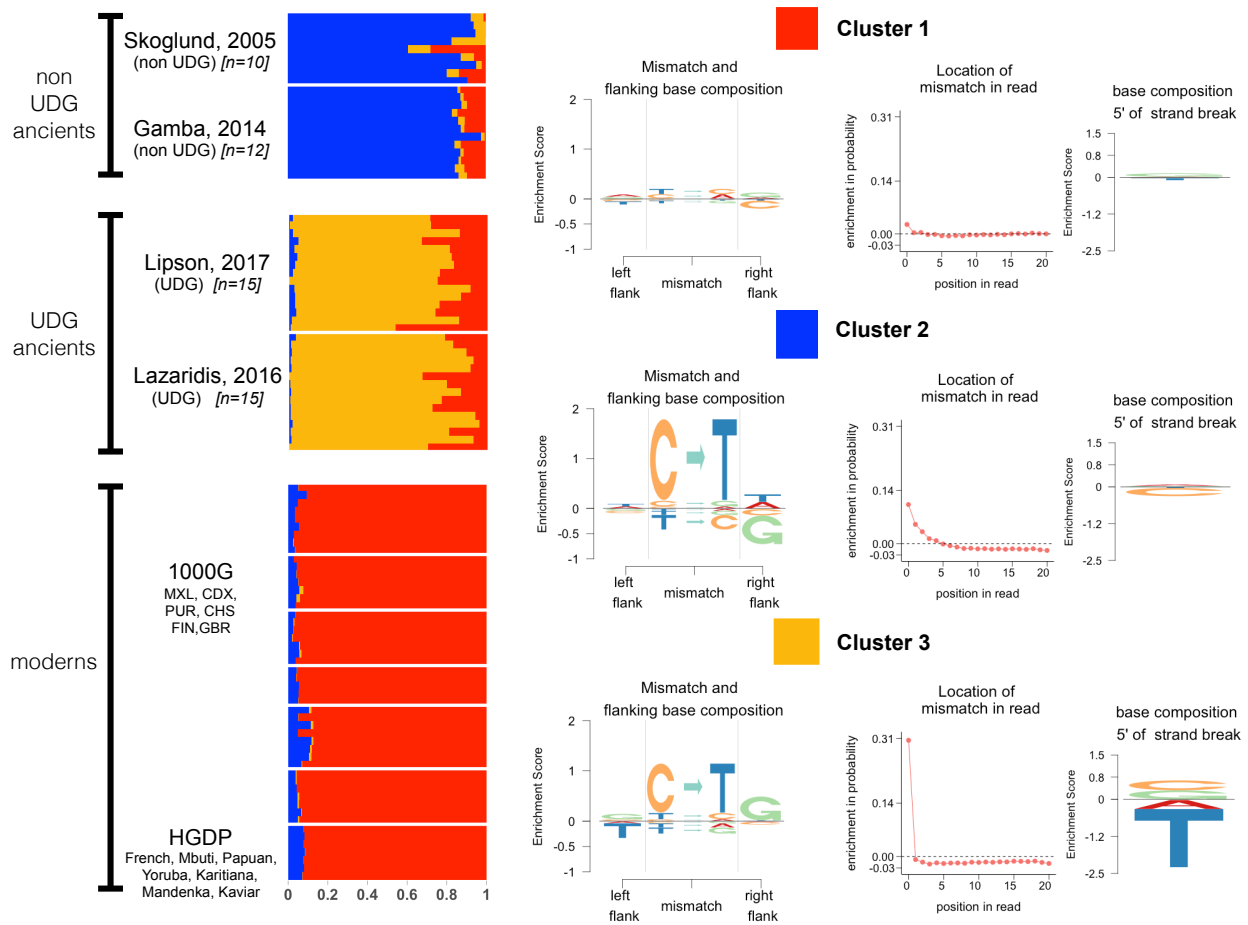 non
UDG
ancients
Skoglund, 2005
(non UDG) [n=10]
Gamba, 2014
(non UDG) [n=12]
UDG
ancients
Lipson, 2017
(UDG) [n=15]
Lazaridis, 2016
(UDG) [n=15]
moderns
1000G
MXL, CDX,
PUR, CHS
FIN,GBR
HGDP
French, Mbuti, Papuan,
Yoruba, Karitiana,
Mandenka, Kaviar
0 0.2 0.4 0.6 0.8 1
Cluster 1
Mismatch and
flanking base composition
Enrichment Score
2
1
0
-0.5
-1
left
flank
mismatch
right
flank
Location of
mismatch in read
enrichment in probability
0.31
0.14
0.00
-0.03
0 5 10 15 20
position in read
base composition
5' of strand break
Enrichment Score
1.5
0.8
0
-1.2
-2.5
Cluster 2
Mismatch and
flanking base composition
Enrichment Score
2
1
0
-0.5
-1
C T
T C G
left
flank
mismatch
right
flank
Location of
mismatch in read
enrichment in probability
0.31
0.14
0.00
-0.03
0 5 10 15 20
position in read
base composition
5' of strand break
Enrichment Score
1.5
0.8
0
-1.2
-2.5
Cluster 3
Mismatch and
flanking base composition
Enrichment Score
2
1
0
-0.5
-1
C T G
T
left
flank
mismatch
right
flank
Location of
mismatch in read
enrichment in probability
0.31
0.14
0.00
-0.03
0 5 10 15 20
position in read
base composition
5' of strand break
Enrichment Score
1.5
0.8
0
-1.2
-2.5
C
G
A
T